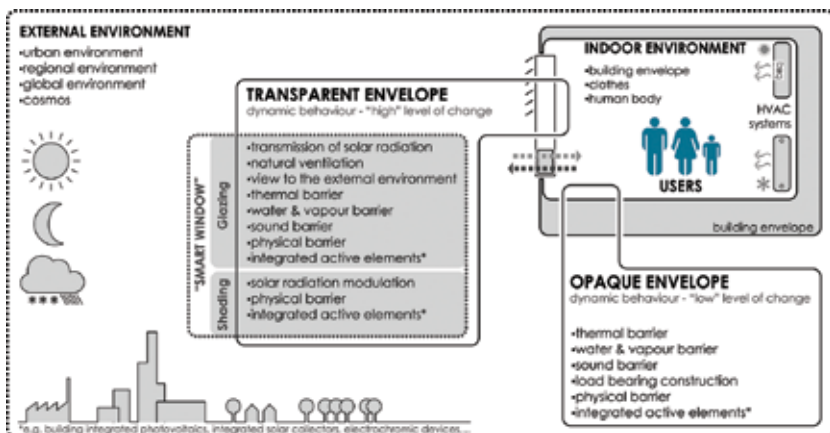 EXTERNAL ENVIRONMENT
•urban environment
•regional environment
•global environment
•cosmos
TRANSPARENT ENVELOPE
dynamic behaviour - "high" level of change
"SMART WINDOW"
Glazing
•transmission of solar radiation
•natural ventilation
•view to the external environment
•thermal barrier
•water & vapour barrier
•sound barrier
•physical barrier
•integrated active elements*
Shading
•solar radiation modulation
•physical barrier
•integrated active elements*
INDOOR ENVIRONMENT
•building envelope
•clothes
•human body
HVAC
systems
USERS
building envelope
OPAQUE ENVELOPE
dynamic behaviour - "low" level of change
•thermal barrier
•water & vapour barrier
•sound barrier
•load bearing construction
•physical barrier
•integrated active elements*
*e.g. building integrated photovoltaics, integrated solar collectors, electrochromic devices....